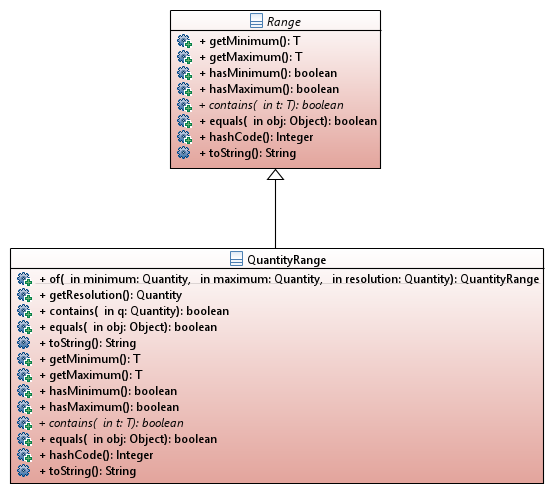 Range
+ getMinimum(): T
+ getMaximum(): T
+ hasMinimum(): boolean
+ hasMaximum(): boolean
+ contains(  in t: T): boolean
+ equals(  in obj: Object): boolean
+ hashCode(): Integer
+ toString(): String
QuantityRange
+ of(  in minimum: Quantity,   in maximum: Quantity,   in resolution: Quantity): QuantityRange
+ getResolution(): Quantity
+ contains(  in q: Quantity): boolean
+ equals(  in obj: Object): boolean
+ toString(): String
+ getMinimum(): T
+ getMaximum(): T
+ hasMinimum(): boolean
+ hasMaximum(): boolean
+ contains(  in t: T): boolean
+ equals(  in obj: Object): boolean
+ hashCode(): Integer
+ toString(): String